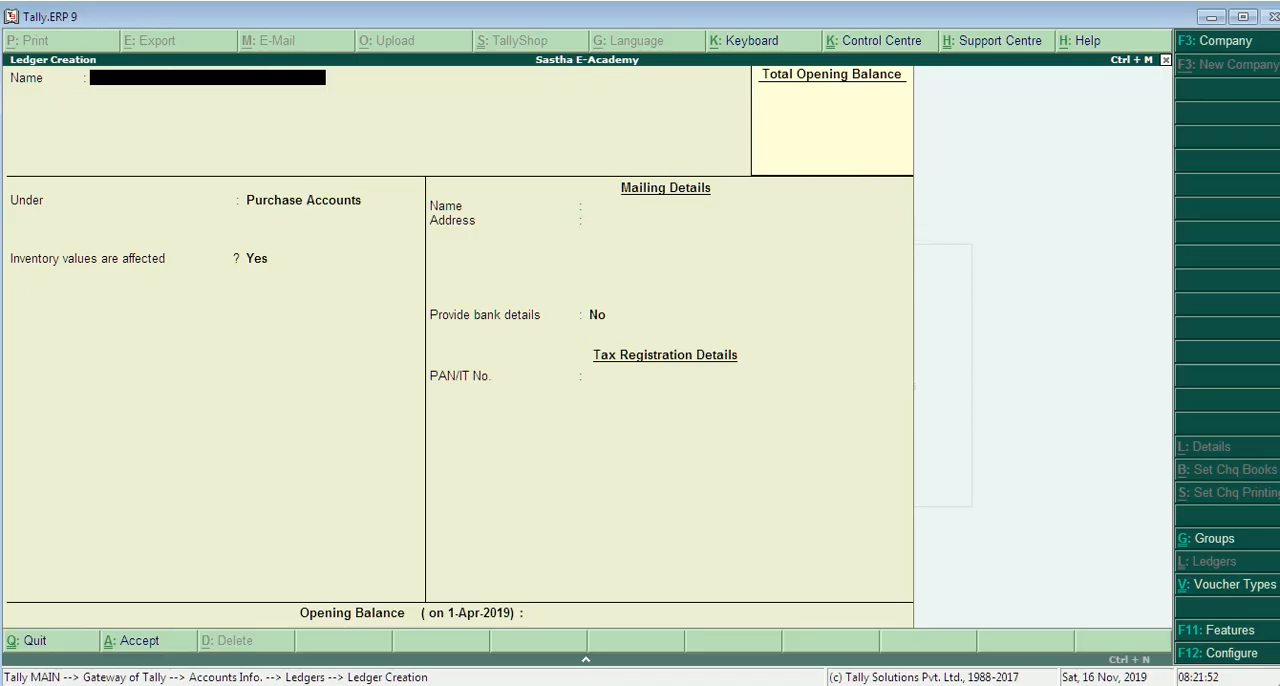 Tally.ERP 9
P: Print E: Export M: E-Mail O: Upload S: TallyShop G: Language K: Keyboard K: Control Centre H: Support Centre H: Help
F3: Company
Ledger Creation Sastha E-Academy Ctrl + M
F3: New Company
Name :
Total Opening Balance
Under : Purchase Accounts
Inventory values are affected ? Yes
Mailing Details
Name :
Address :
Provide bank details : No
Tax Registration Details
PAN/IT No. :
L: Details
B: Set Chq Books
S: Set Chq Printing
G: Groups
L: Ledgers
V: Voucher Types
F11: Features
F12: Configure
Opening Balance ( on 1-Apr-2019) :
Q: Quit A: Accept D: Delete
Ctrl + N
Tally MAIN --> Gateway of Tally --> Accounts Info. --> Ledgers --> Ledger Creation (c) Tally Solutions Pvt. Ltd., 1988-2017 Sat, 16 Nov, 2019 08:21:52